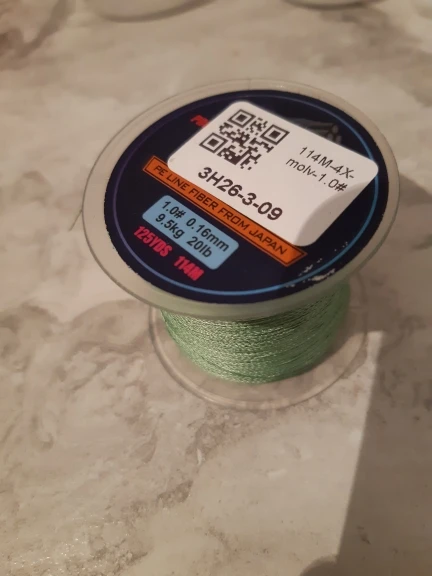 114M-4X-
molv-1.0#
3H26-3-09
PE LINE FIBER FROM JAPAN
1.0# 0.16mm
9.5kg 20lb
125YDS 114M